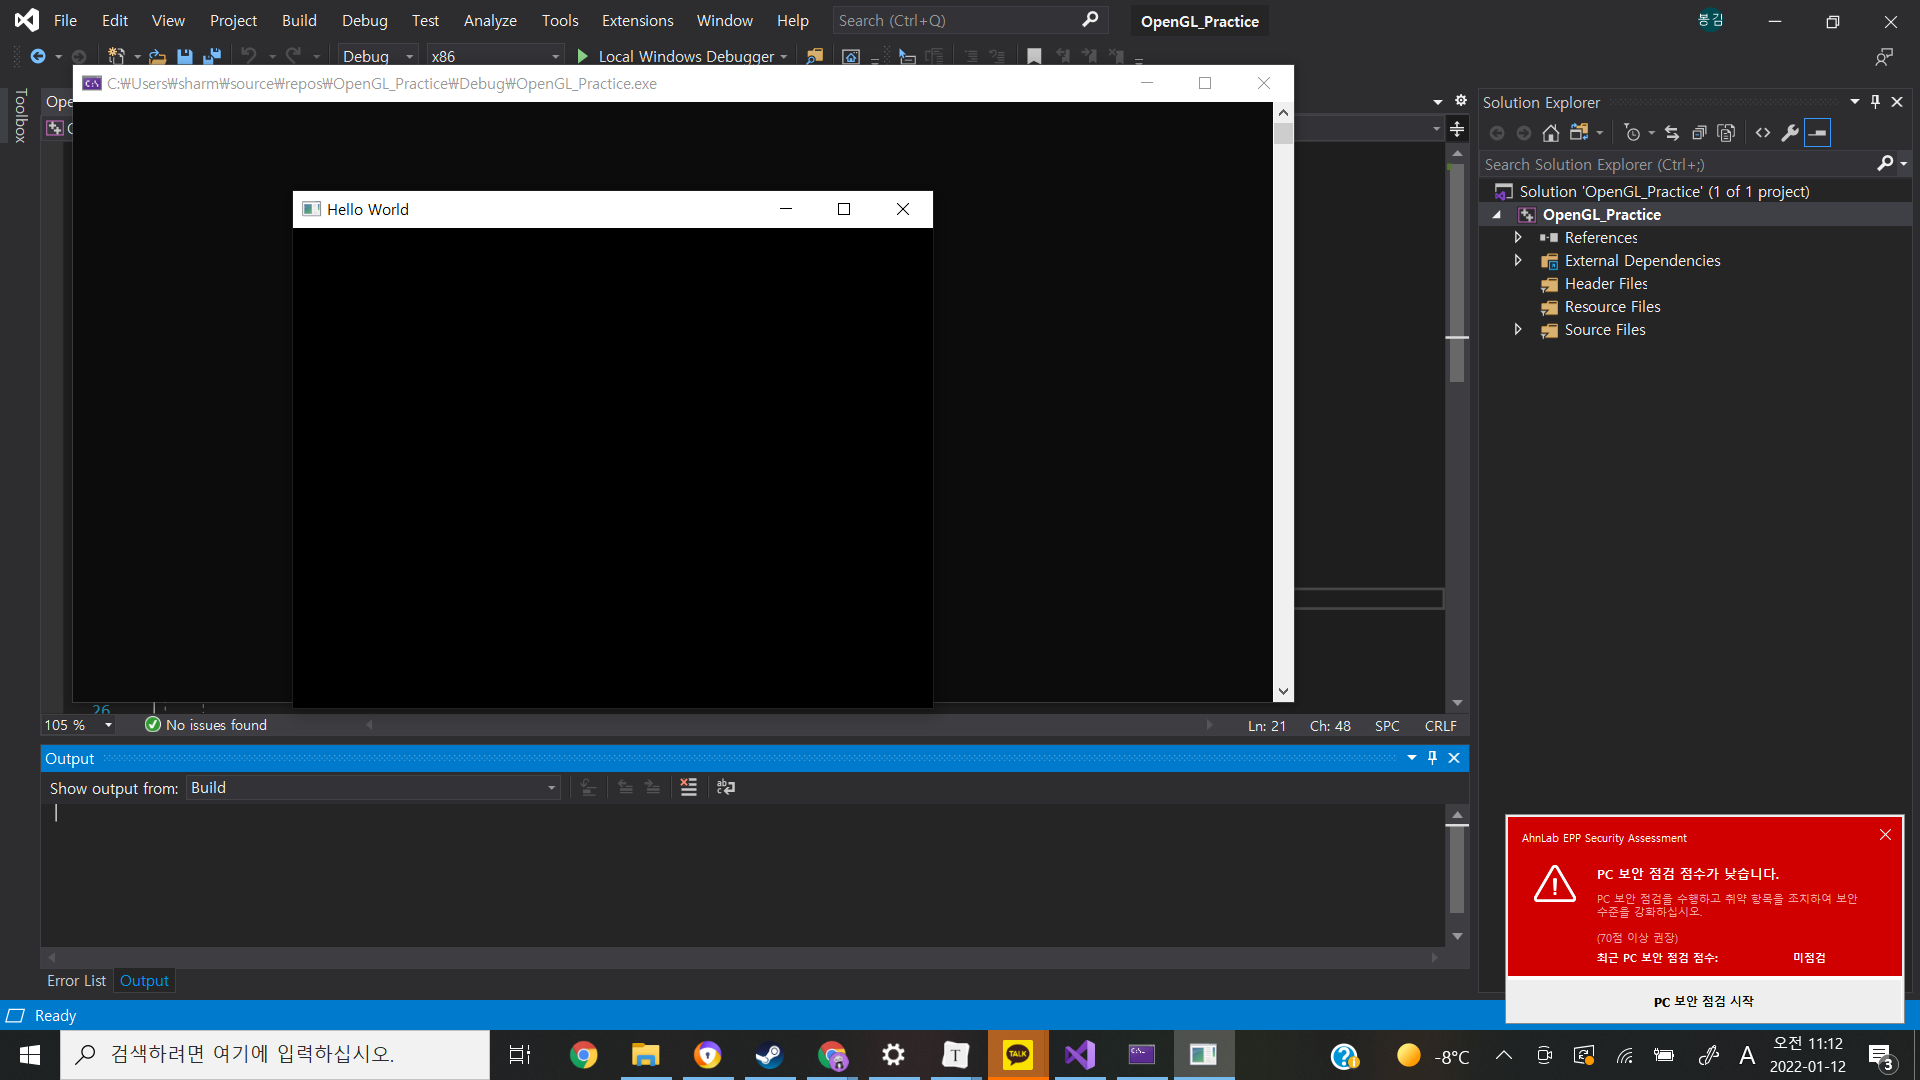 File Edit View Project Build Debug Test Analyze Tools Extensions Window Help Search (Ctrl+Q) OpenGL_Practice 봉김
Debug x86 Local Windows Debugger
C:₩Users₩sharm₩source₩repos₩OpenGL_Practice₩Debug₩OpenGL_Practice.exe
Toolbox
Ope
Hello World
Solution Explorer
Search Solution Explorer (Ctrl+;)
Solution 'OpenGL_Practice' (1 of 1 project)
OpenGL_Practice
References
External Dependencies
Header Files
Resource Files
Source Files
26
105 % No issues found Ln: 21 Ch: 48 SPC CRLF
Output
Show output from: Build
Error List Output
AhnLab EPP Security Assessment
PC 보안 점검 점수가 낮습니다.
PC 보안 점검을 수행하고 취약 항목을 조치하여 보안
수준을 강화하십시오.
(70점 이상 권장)
최근 PC 보안 점검 점수: 미점검
PC 보안 점검 시작
Ready
검색하려면 여기에 입력하십시오.
T
TALK
-8°C
A
오전 11:12
2022-01-12
3